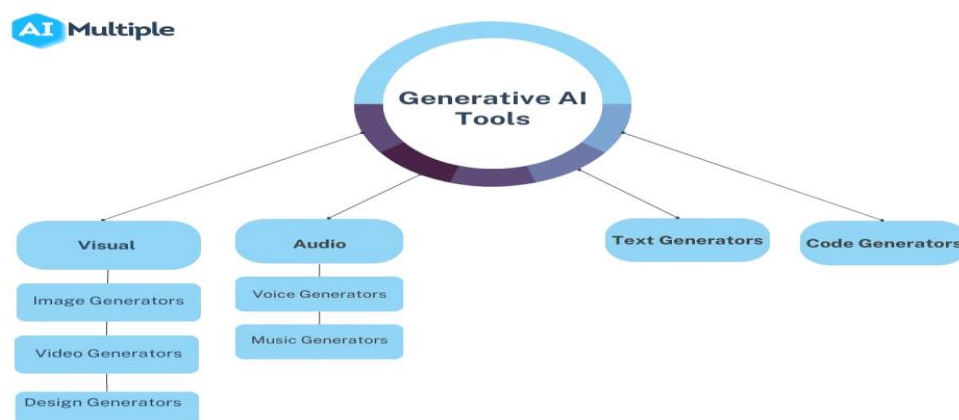 AI Multiple
Generative AI
Tools
Visual
Image Generators
Video Generators
Design Generators
Audio
Voice Generators
Music Generators
Text Generators
Code Generators